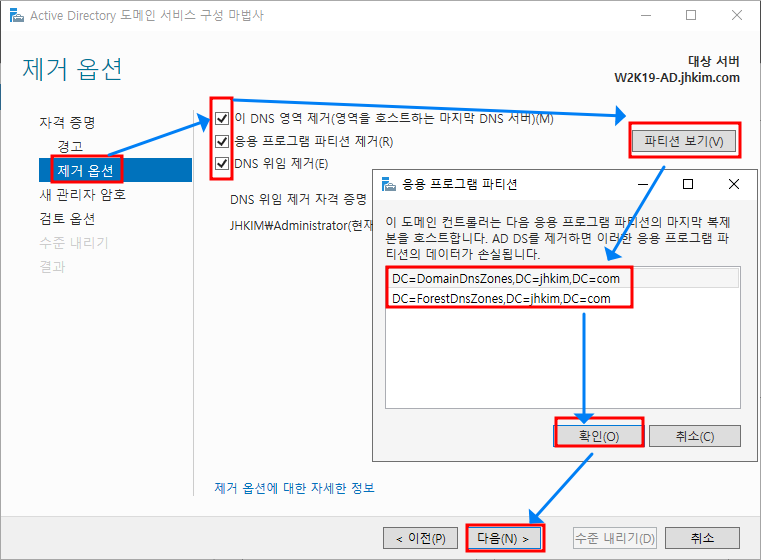 Active Directory 도메인 서비스 구성 마법사
제거 옵션
대상 서버
W2K19-AD.jhkim.com
자격 증명
경고
제거 옵션
새 관리자 암호
검토 옵션
수준 내리기
결과
이 DNS 영역 제거(영역을 호스트하는 마지막 DNS 서버)(M)
응용 프로그램 파티션 제거(R)
DNS 위임 제거(E)
파티션 보기(V)
DNS 위임 제거 자격 증명
JHKIM₩Administrator(현재
응용 프로그램 파티션
이 도메인 컨트롤러는 다음 응용 프로그램 파티션의 마지막 복제
본을 호스트합니다. AD DS를 제거하면 이러한 응용 프로그램 파
티션의 데이터가 손실됩니다.
DC=DomainDnsZones,DC=jhkim,DC=com
DC=ForestDnsZones,DC=jhkim,DC=com
확인(O)
취소(C)
제거 옵션에 대한 자세한 정보
< 이전(P)
다음(N) >
수준 내리기(D)
취소